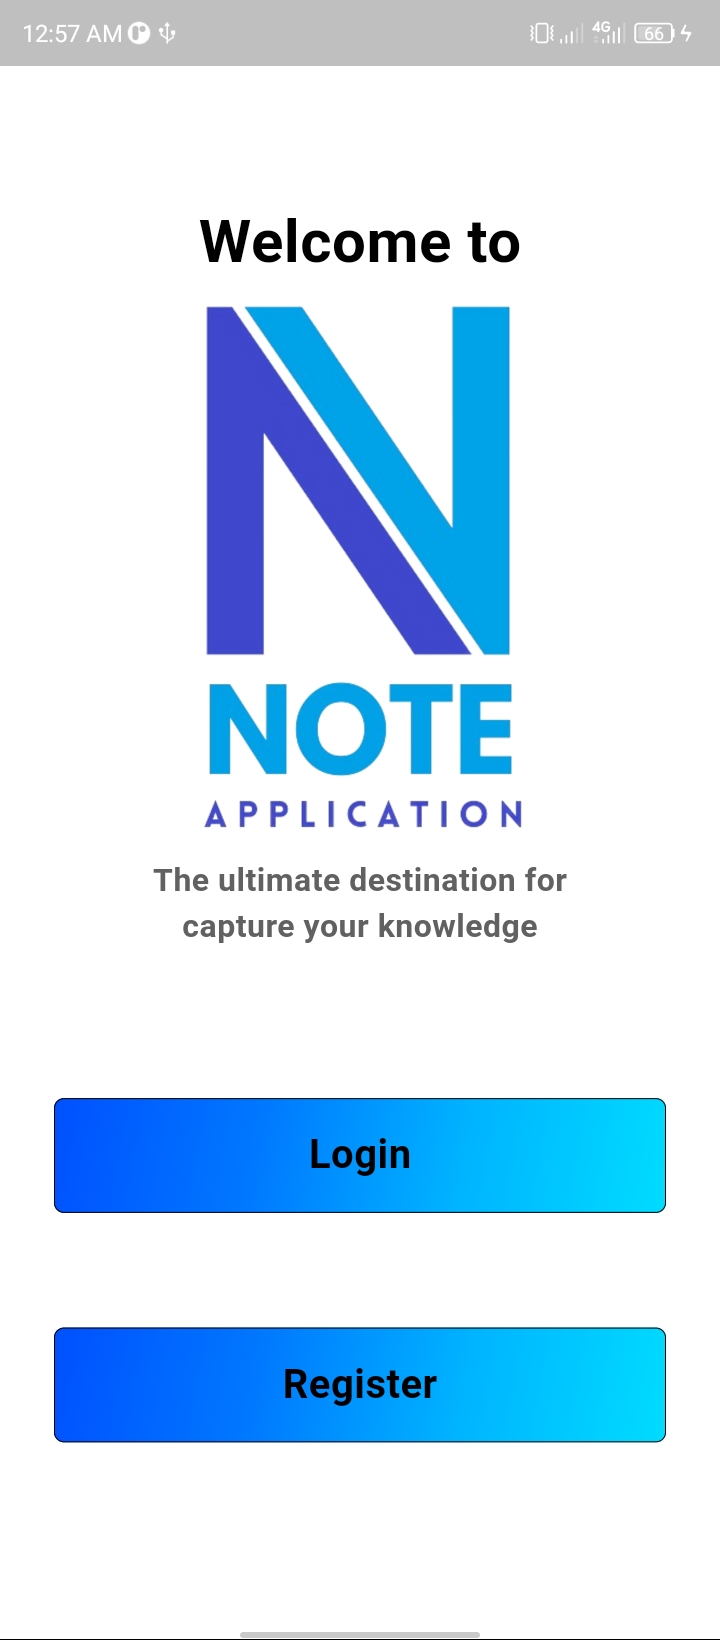 12:57 AM 4G 66
Welcome to
N
NOTE
APPLICATION
The ultimate destination for
capture your knowledge
Login
Register